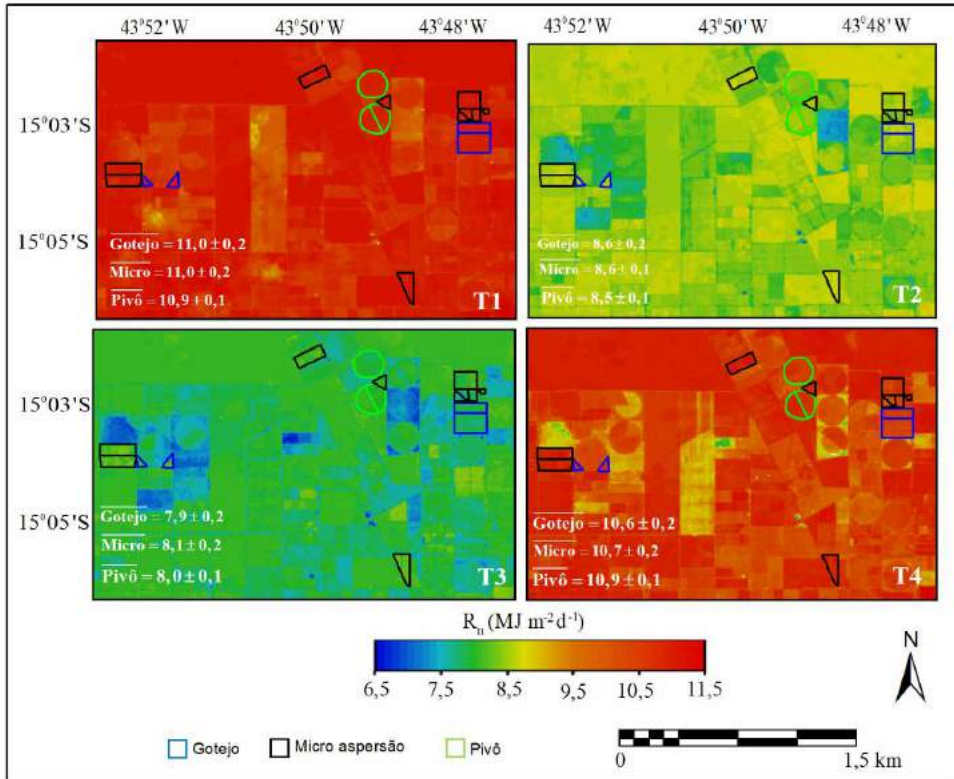 43°52'W 43°50'W 43°48'W 43°52'W 43°50'W 43°48'W
15°03'S
15°05'S
Gotejo = 11,0 ± 0,2
Micro = 11,0 ± 0,2
Pivô = 10,9 ± 0,1
T1
Gotejo = 8,6 ± 0,2
Micro = 8,6 ± 0,1
Pivô = 8,5 ± 0,1
T2
15°03'S
15°05'S
Gotejo = 7,9 ± 0,2
Micro = 8,1 ± 0,2
Pivô = 8,0 ± 0,1
T3
Gotejo = 10,6 ± 0,2
Micro = 10,7 ± 0,2
Pivô = 10,9 ± 0,1
T4
Rn (MJ m-2 d-1)
6,5 7,5 8,5 9,5 10,5 11,5
N
Gotejo Micro aspersão Pivô
0 1,5 km